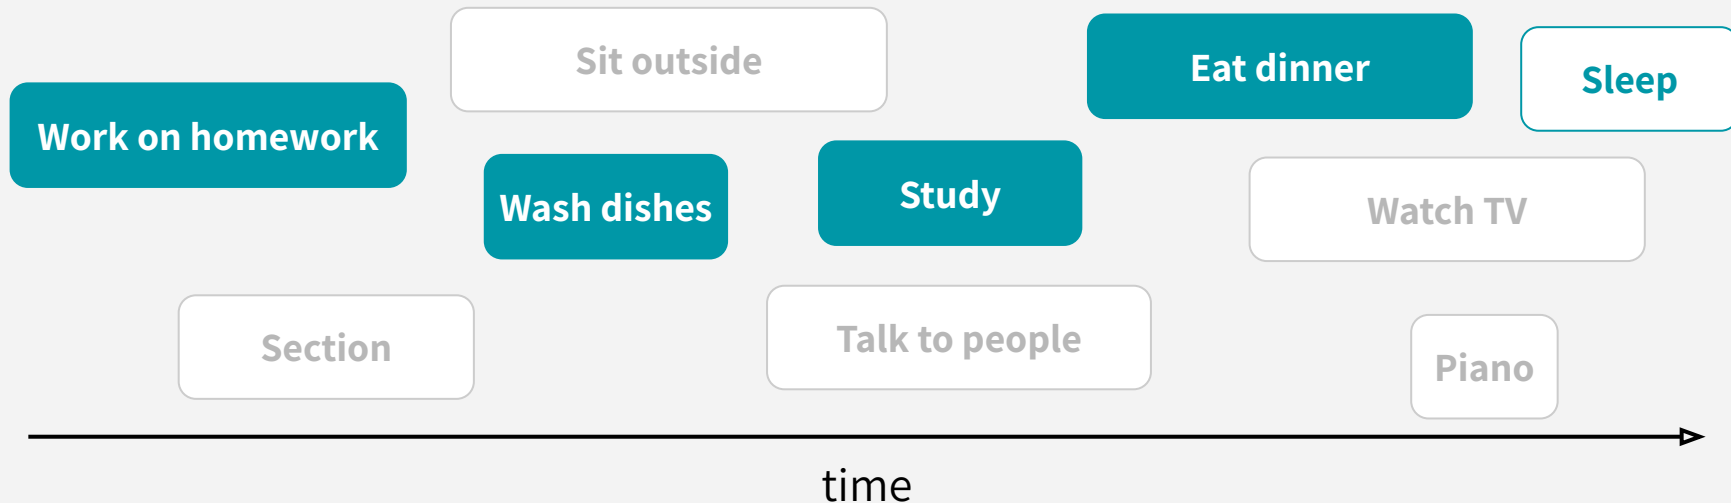 Sit outside
Eat dinner
Sleep
Work on homework
Wash dishes
Study
Watch TV
Section
Talk to people
Piano
time